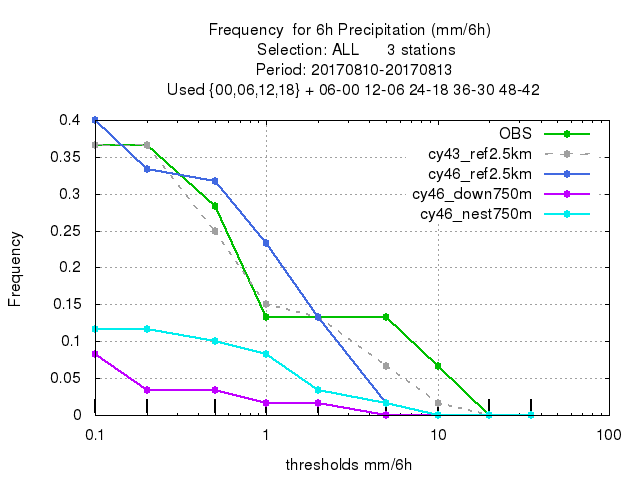 Frequency for 6h Precipitation (mm/6h)
Selection: ALL 3 stations
Period: 20170810-20170813
Used {00,06,12,18} + 06-00 12-06 24-18 36-30 48-42
0.4
0.35
0.3
0.25
0.2
0.15
0.1
0.05
0
Frequency
OBS
cy43_ref2.5km
cy46_ref2.5km
cy46_down750m
cy46_nest750m
0.1 1 10 100
thresholds mm/6h